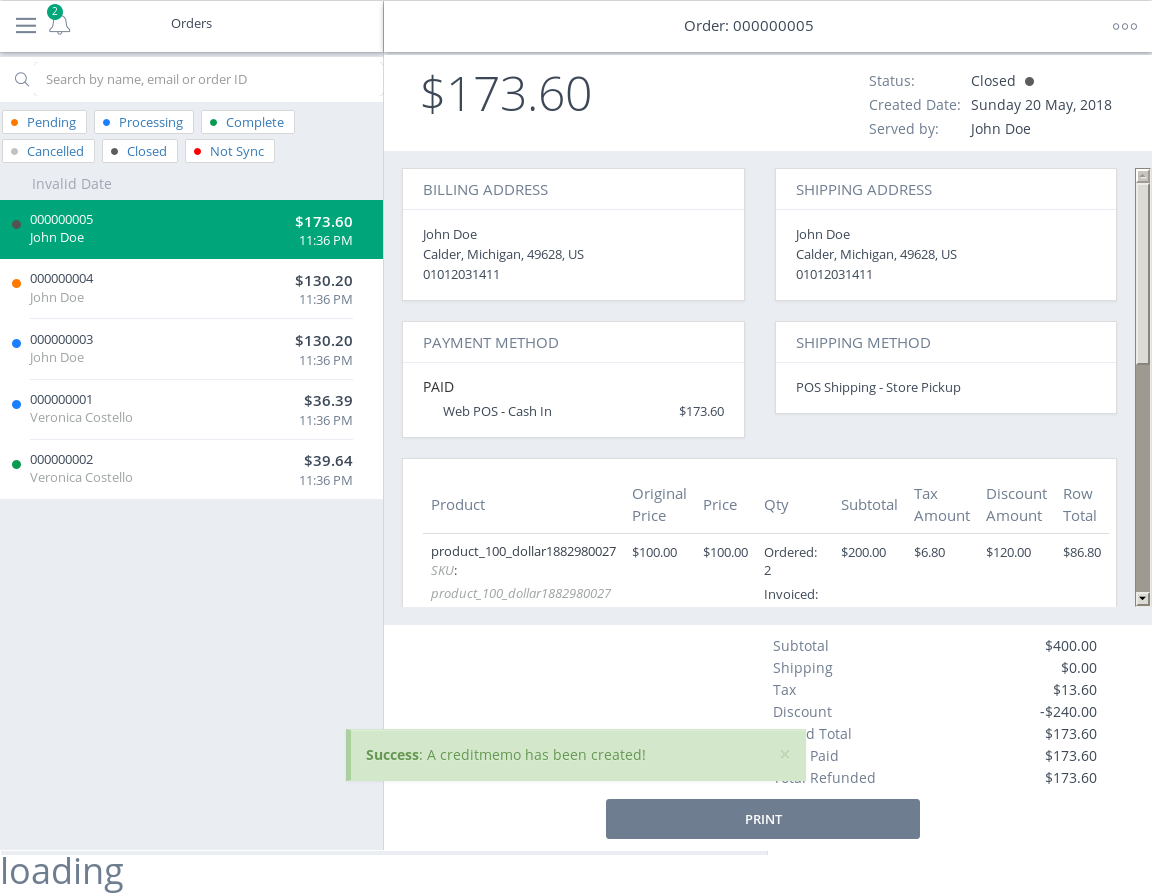 2
Orders
Order: 000000005
Search by name, email or order ID
Pending
Processing
Complete
Cancelled
Closed
Not Sync
Invalid Date
000000005 $173.60
John Doe 11:36 PM
000000004 $130.20
John Doe 11:36 PM
000000003 $130.20
John Doe 11:36 PM
000000001 $36.39
Veronica Costello 11:36 PM
000000002 $39.64
Veronica Costello 11:36 PM
$173.60
Status: Closed
Created Date: Sunday 20 May, 2018
Served by: John Doe
BILLING ADDRESS
John Doe
Calder, Michigan, 49628, US
01012031411
SHIPPING ADDRESS
John Doe
Calder, Michigan, 49628, US
01012031411
PAYMENT METHOD
PAID
Web POS - Cash In $173.60
SHIPPING METHOD
POS Shipping - Store Pickup
Product Original Price Price Qty Subtotal Tax Amount Discount Amount Row Total
product_100_dollar1882980027 $100.00 $100.00 Ordered: $200.00 $6.80 $120.00 $86.80
SKU: 2
product_100_dollar1882980027 Invoiced:
Subtotal $400.00
Shipping $0.00
Tax $13.60
Discount -$240.00
d Total $173.60
Paid $173.60
Refunded $173.60
Success: A creditmemo has been created! ×
PRINT
loading